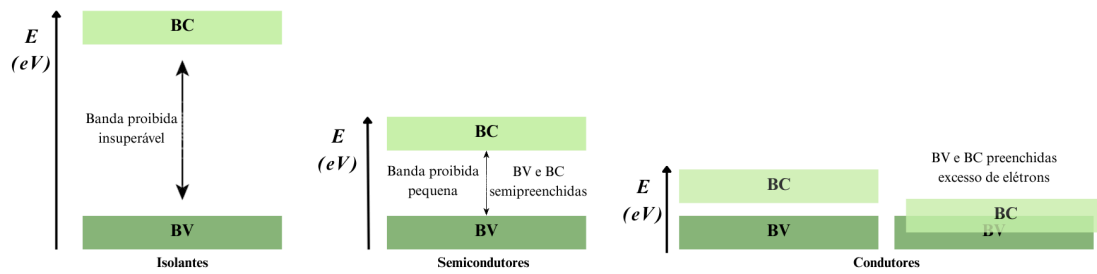 E
(eV)
BC
Banda proibida
insuperável
BV
Isolantes
E
(eV)
BC
Banda proibida
pequena
BV e BC
semipreenchidas
BV
Semicondutores
E
(eV)
BC
BV
BV e BC preenchidas
excesso de elétrons
BC
BV
Condutores